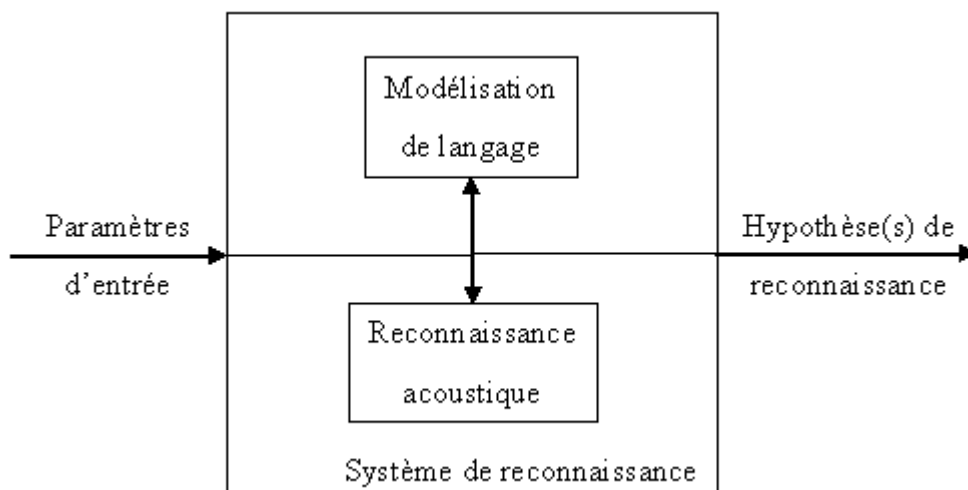 Modélisation
de langage
Paramètres
d'entrée
Hypothèse(s) de
reconnaissance
Reconnaissance
acoustique
Système de reconnaissance